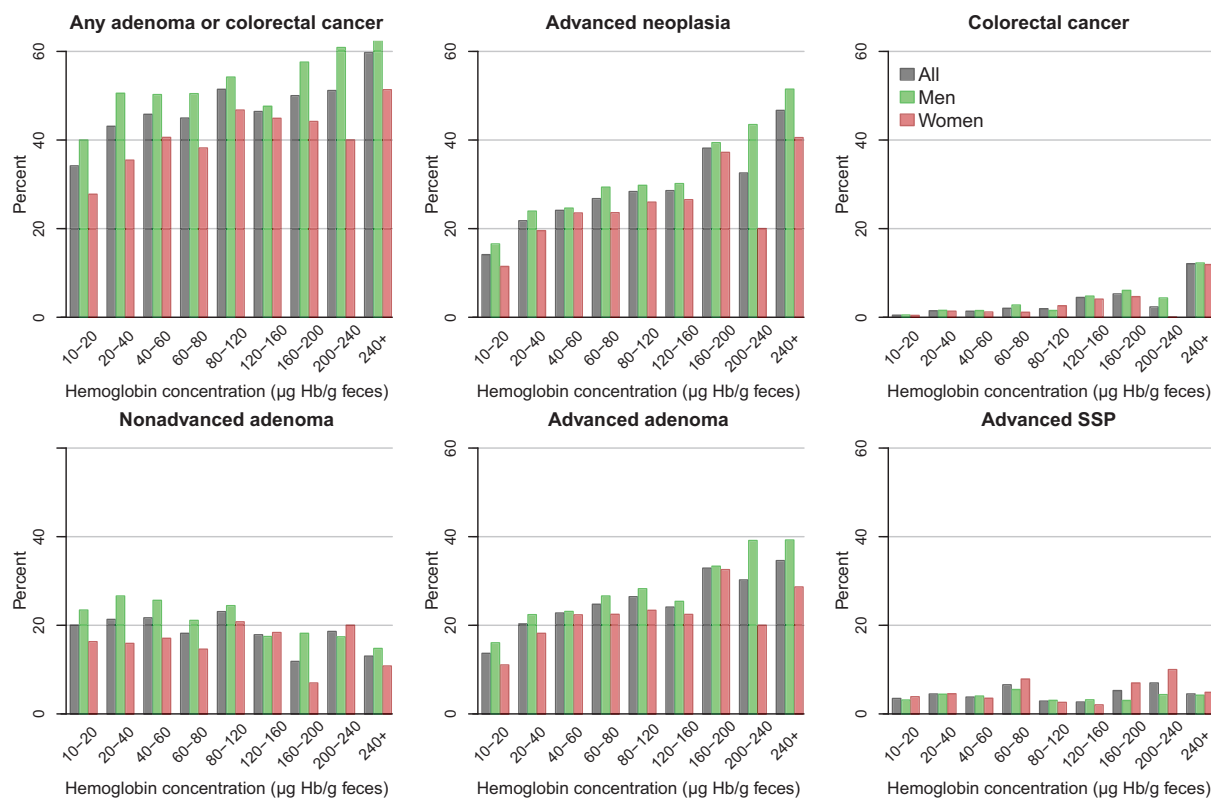 Any adenoma or colorectal cancer
Percent
0 20 40 60
10−20 20−40 40−60 60−80 80−120 120−160 160−200 200−240 240+
Hemoglobin concentration (µg Hb/g feces)
Advanced neoplasia
Percent
0 20 40 60
10−20 20−40 40−60 60−80 80−120 120−160 160−200 200−240 240+
Hemoglobin concentration (µg Hb/g feces)
Colorectal cancer
All
Men
Women
Percent
0 20 40 60
10−20 20−40 40−60 60−80 80−120 120−160 160−200 200−240 240+
Hemoglobin concentration (µg Hb/g feces)
Nonadvanced adenoma
Percent
0 20 40 60
10−20 20−40 40−60 60−80 80−120 120−160 160−200 200−240 240+
Hemoglobin concentration (µg Hb/g feces)
Advanced adenoma
Percent
0 20 40 60
10−20 20−40 40−60 60−80 80−120 120−160 160−200 200−240 240+
Hemoglobin concentration (µg Hb/g feces)
Advanced SSP
Percent
0 20 40 60
10−20 20−40 40−60 60−80 80−120 120−160 160−200 200−240 240+
Hemoglobin concentration (µg Hb/g feces)